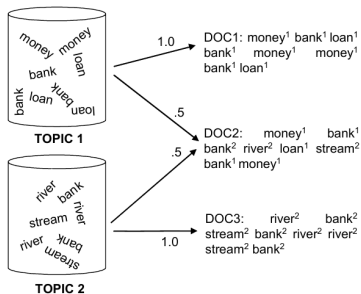 money money
loan
bank
bank loan bank loan
TOPIC 1
river bank
river
stream
river bank
stream
TOPIC 2
1.0
.5
.5
1.0
DOC1: money¹ bank¹ loan¹
bank¹ money¹ money¹
bank¹ loan¹
DOC2: money¹ bank¹
bank² river² loan¹ stream²
bank¹ money¹
DOC3: river² bank²
stream² bank² river² river²
stream² bank²